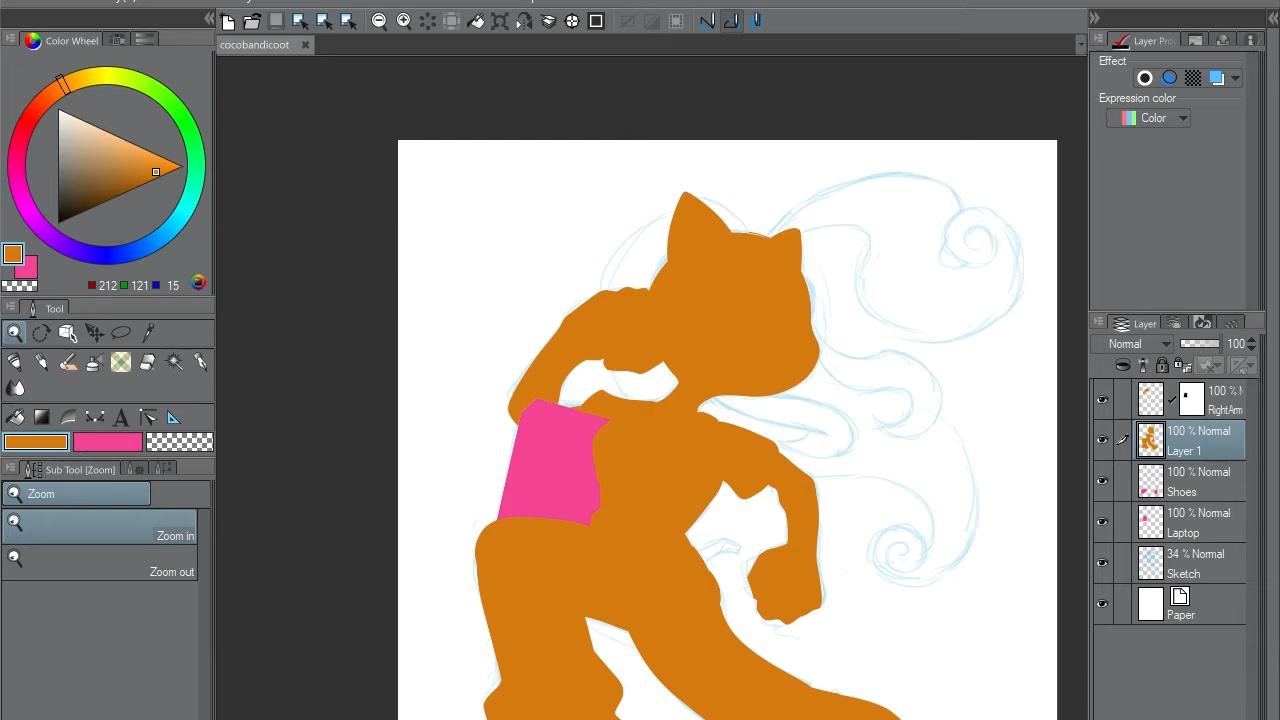 cocobandicoot
Color Wheel
212 121 15
Tool
Sub Tool [Zoom]
Zoom
Zoom in
Zoom out
Layer Pro
Effect
Expression color
Color
Layer
Normal 100
100 %
RightArm
100 % Normal
Layer 1
100 % Normal
Shoes
100 % Normal
Laptop
34 % Normal
Sketch
Paper